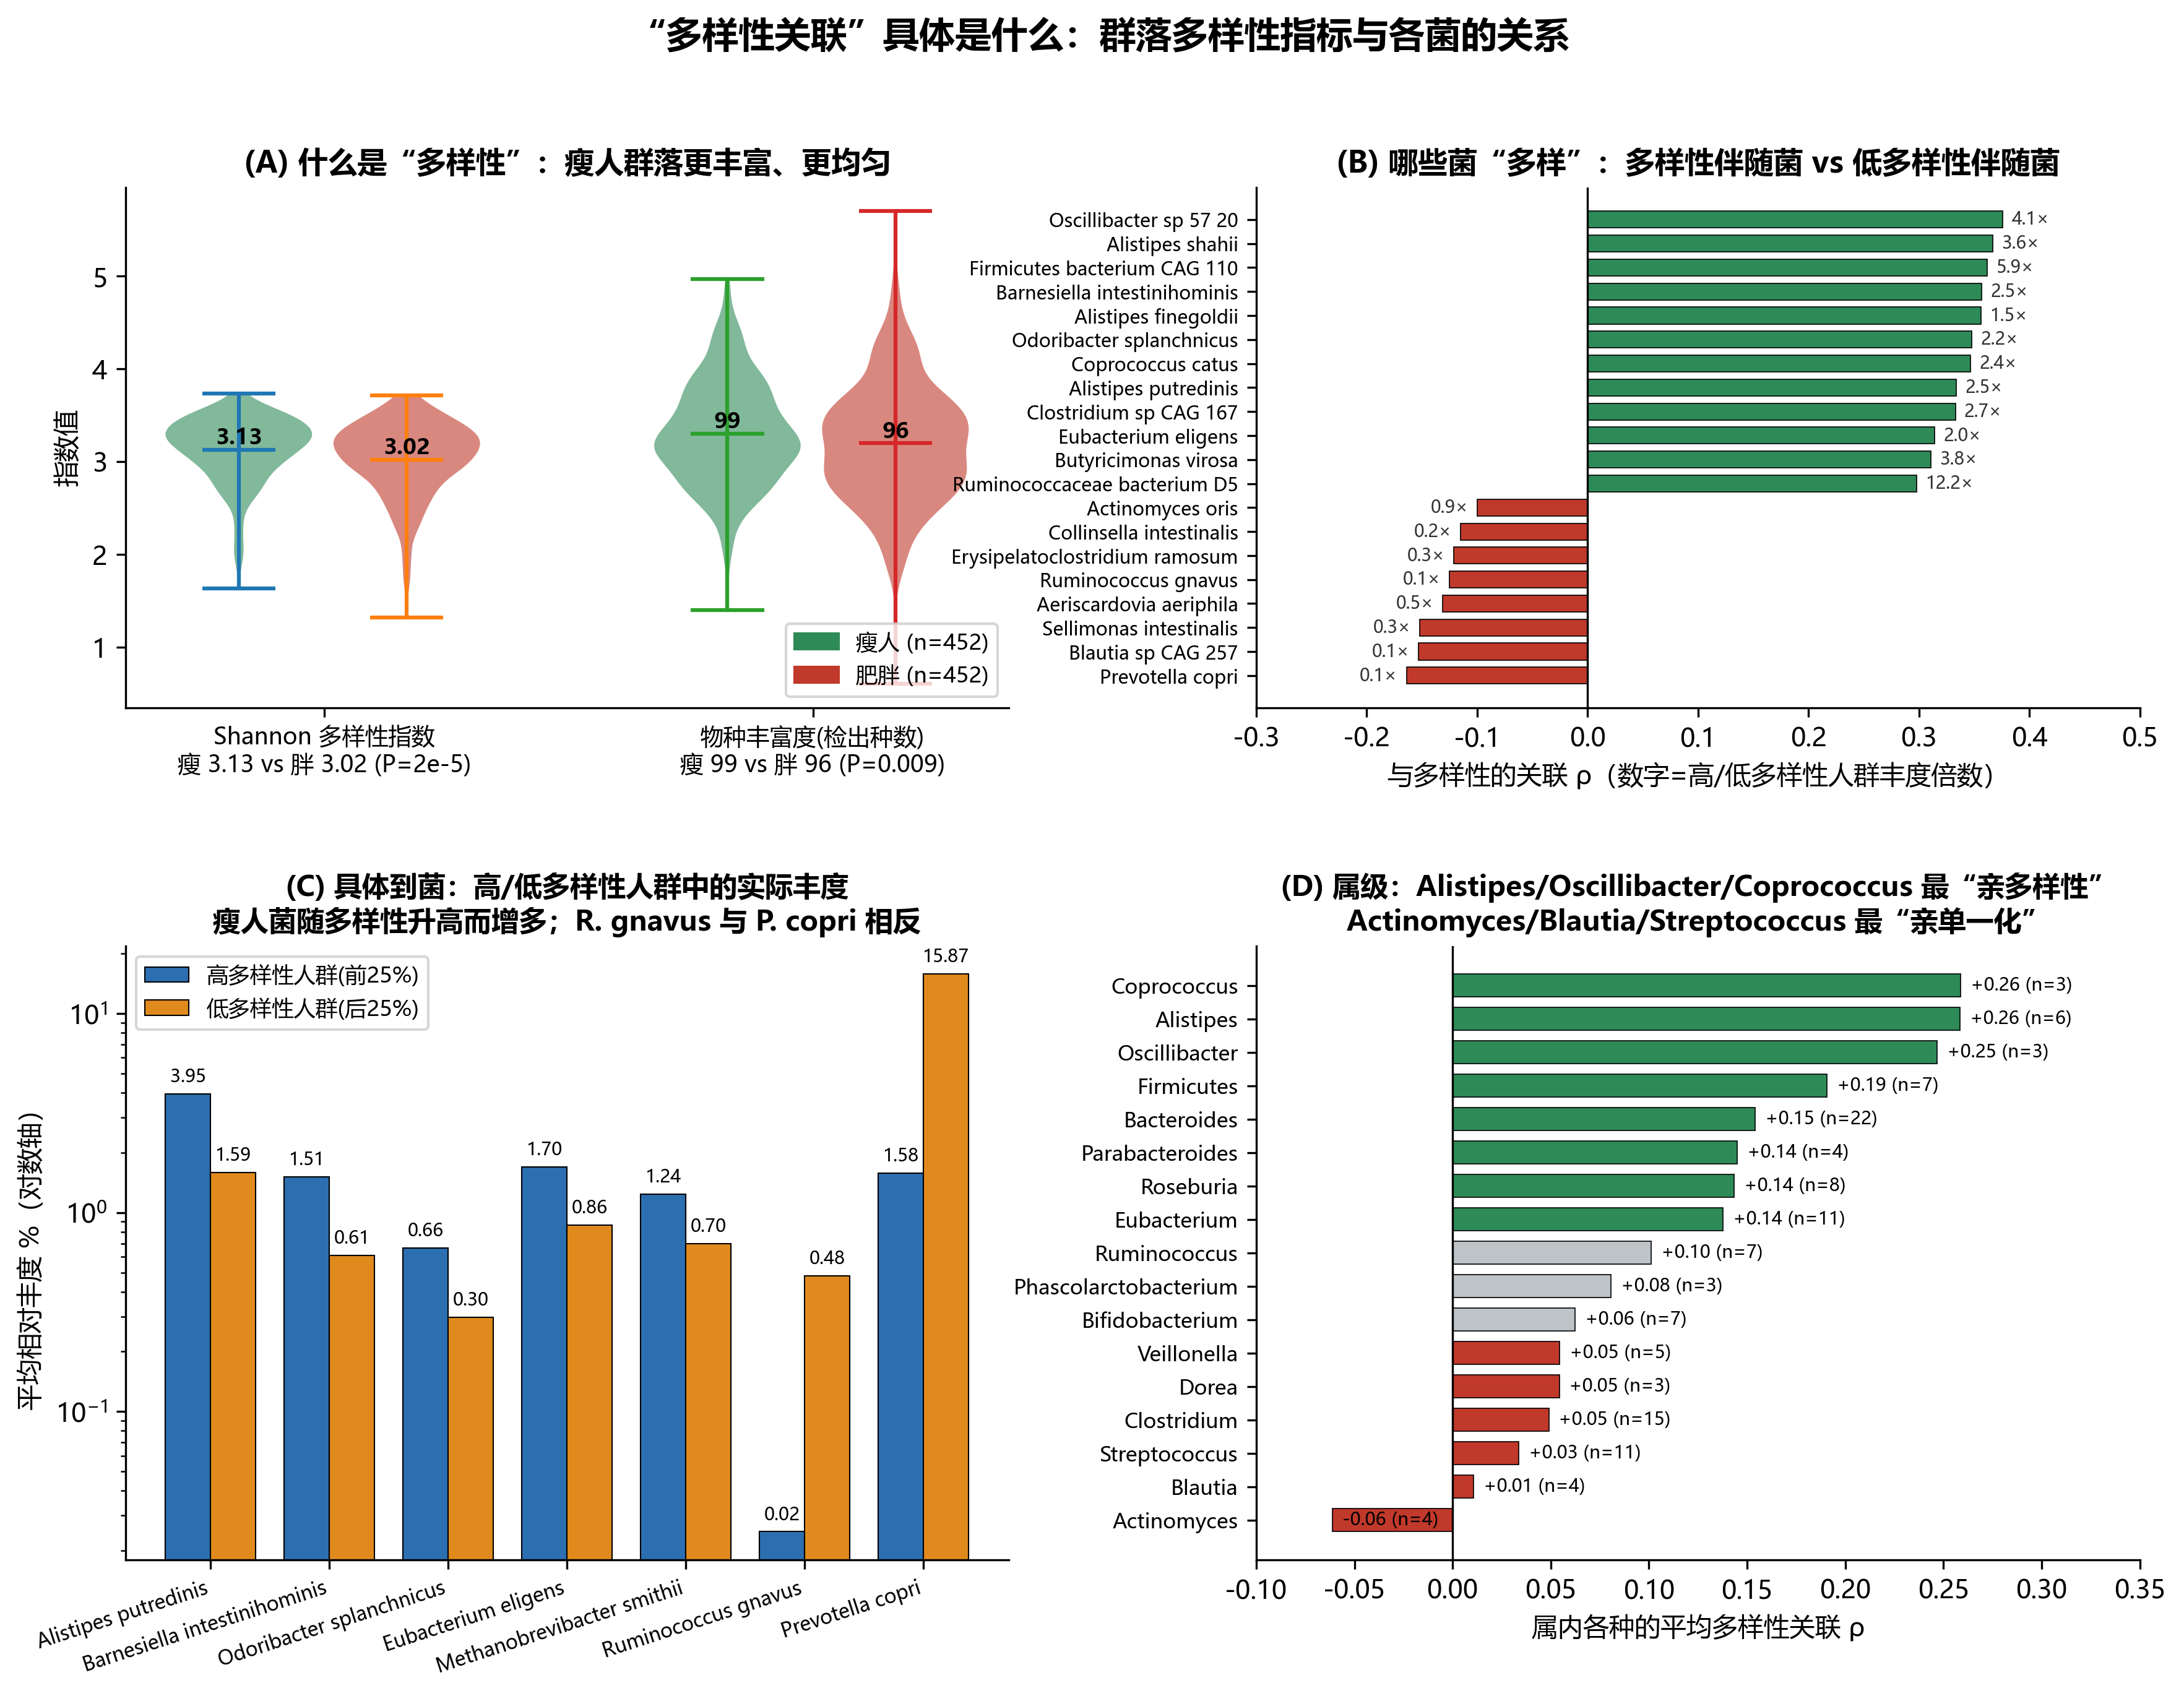 “多样性关联”具体是什么：群落多样性指标与各菌的关系
(A) 什么是“多样性”：瘦人群落更丰富、更均匀
指数值
5
4
3
2
1
3.13
3.02
99
96
瘦人 (n=452)
肥胖 (n=452)
Shannon 多样性指数
瘦 3.13 vs 胖 3.02 (P=2e-5)
物种丰富度(检出种数)
瘦 99 vs 胖 96 (P=0.009)
(B) 哪些菌“多样”：多样性伴随菌 vs 低多样性伴随菌
Oscillibacter sp 57 20 4.1×
Alistipes shahii 3.6×
Firmicutes bacterium CAG 110 5.9×
Barnesiella intestinihominis 2.5×
Alistipes finegoldii 1.5×
Odoribacter splanchnicus 2.2×
Coprococcus catus 2.4×
Alistipes putredinis 2.5×
Clostridium sp CAG 167 2.7×
Eubacterium eligens 2.0×
Butyricimonas virosa 3.8×
Ruminococcaceae bacterium D5 12.2×
Actinomyces oris 0.9×
Collinsella intestinalis 0.2×
Erysipelatoclostridium ramosum 0.3×
Ruminococcus gnavus 0.1×
Aeriscardovia aeriphila 0.5×
Sellimonas intestinalis 0.3×
Blautia sp CAG 257 0.1×
Prevotella copri 0.1×
-0.3 -0.2 -0.1 0.0 0.1 0.2 0.3 0.4 0.5
与多样性的关联 ρ（数字=高/低多样性人群丰度倍数）
(C) 具体到菌：高/低多样性人群中的实际丰度
瘦人菌随多样性升高而增多；R. gnavus 与 P. copri 相反
平均相对丰度 %（对数轴）
高多样性人群(前25%)
低多样性人群(后25%)
10¹
10⁰
10⁻¹
3.95 1.59
1.51 0.61
0.66 0.30
1.70 0.86
1.24 0.70
0.02 0.48
1.58 15.87
Alistipes putredinis
Barnesiella intestinihominis
Odoribacter splanchnicus
Eubacterium eligens
Methanobrevibacter smithii
Ruminococcus gnavus
Prevotella copri
(D) 属级：Alistipes/Oscillibacter/Coprococcus 最“亲多样性”
Actinomyces/Blautia/Streptococcus 最“亲单一化”
Coprococcus +0.26 (n=3)
Alistipes +0.26 (n=6)
Oscillibacter +0.25 (n=3)
Firmicutes +0.19 (n=7)
Bacteroides +0.15 (n=22)
Parabacteroides +0.14 (n=4)
Roseburia +0.14 (n=8)
Eubacterium +0.14 (n=11)
Ruminococcus +0.10 (n=7)
Phascolarctobacterium +0.08 (n=3)
Bifidobacterium +0.06 (n=7)
Veillonella +0.05 (n=5)
Dorea +0.05 (n=3)
Clostridium +0.05 (n=15)
Streptococcus +0.03 (n=11)
Blautia +0.01 (n=4)
Actinomyces -0.06 (n=4)
-0.10 -0.05 0.00 0.05 0.10 0.15 0.20 0.25 0.30 0.35
属内各种的平均多样性关联 ρ